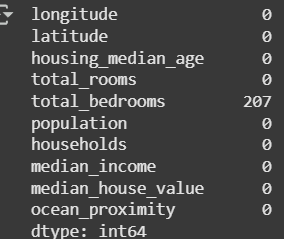 longitude 0
latitude 0
housing_median_age 0
total_rooms 0
total_bedrooms 207
population 0
households 0
median_income 0
median_house_value 0
ocean_proximity 0
dtype: int64